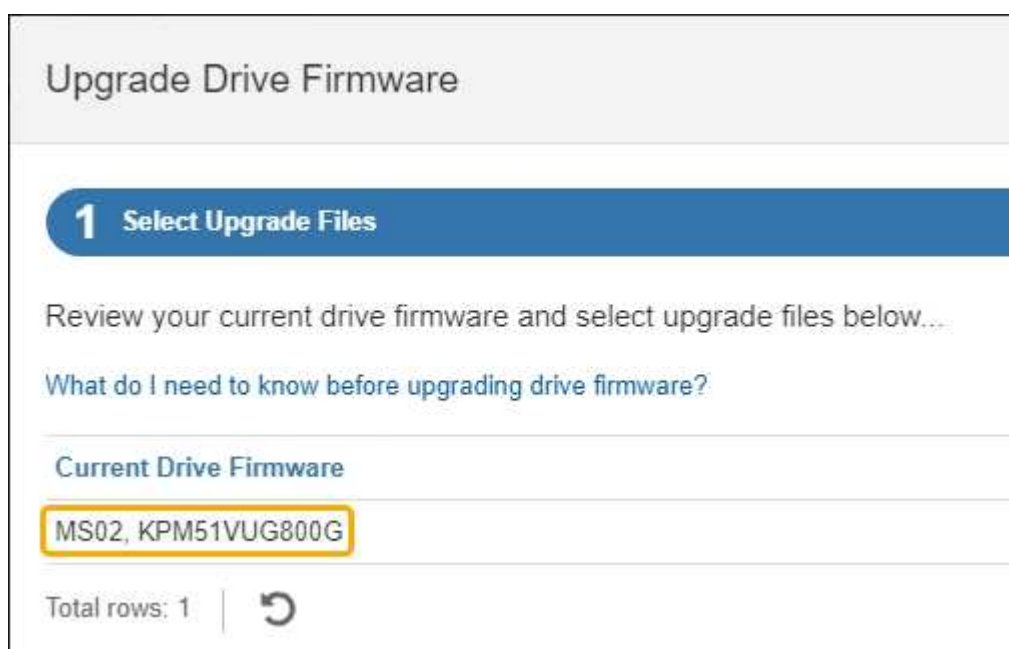 Upgrade Drive Firmware
1 Select Upgrade Files
Review your current drive firmware and select upgrade files below...
What do I need to know before upgrading drive firmware?
Current Drive Firmware
MS02, KPM51VUG800G
Total rows: 1